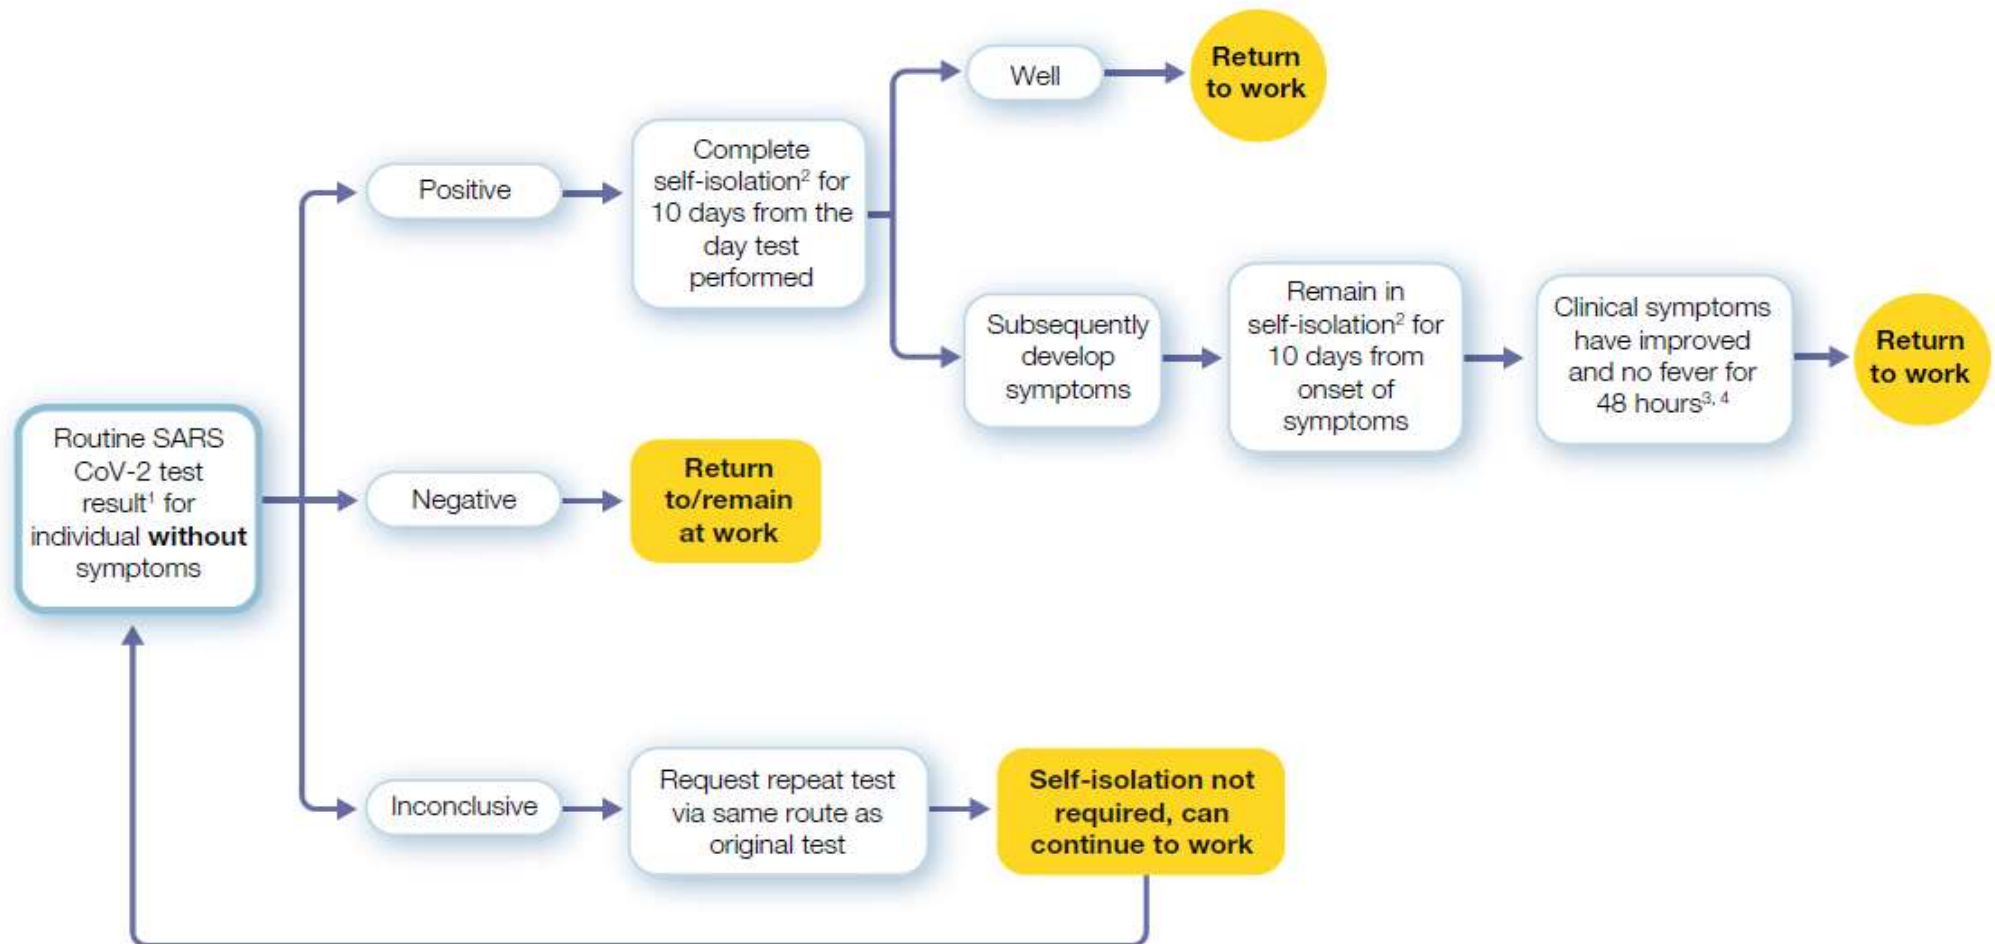 Routine SARS
CoV-2 test
result¹ for
individual without
symptoms
Positive
Complete
self-isolation² for
10 days from the
day test
performed
Well
Return
to work
Subsequently
develop
symptoms
Remain in
self-isolation² for
10 days from
onset of
symptoms
Clinical symptoms
have improved
and no fever for
48 hours³, ⁴
Return
to work
Negative
Return
to/remain
at work
Inconclusive
Request repeat test
via same route as
original test
Self-isolation not
required, can
continue to work